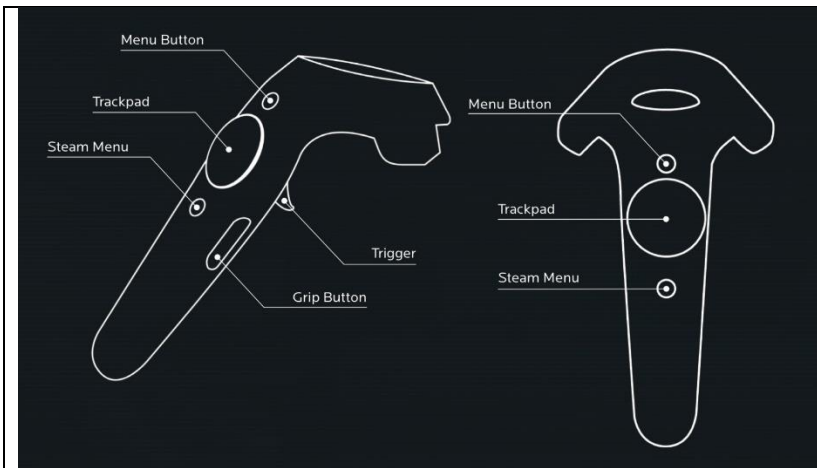 Menu Button
Trackpad
Steam Menu
Trigger
Grip Button
Menu Button
Trackpad
Steam Menu